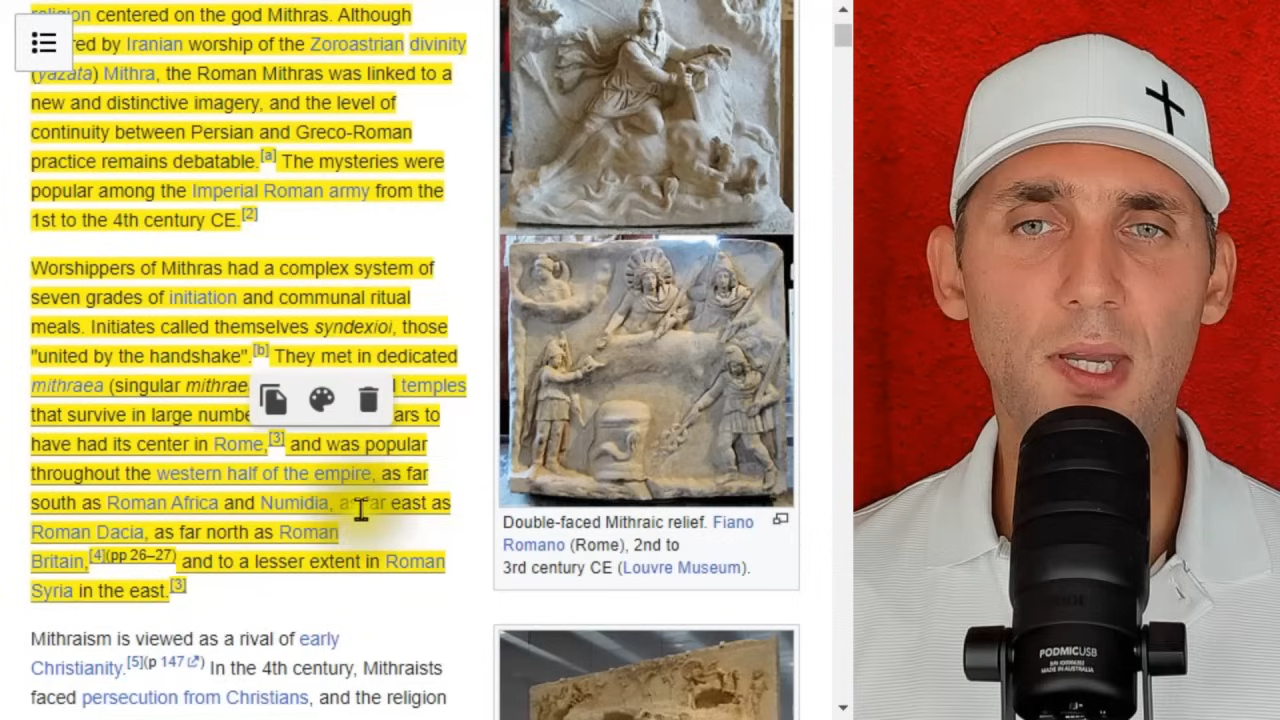 religion centered on the god Mithras. Although
red by Iranian worship of the Zoroastrian divinity
(yazata) Mithra, the Roman Mithras was linked to a
new and distinctive imagery, and the level of
continuity between Persian and Greco-Roman
practice remains debatable.[a] The mysteries were
popular among the Imperial Roman army from the
1st to the 4th century CE.[2]
Worshippers of Mithras had a complex system of
seven grades of initiation and communal ritual
meals. Initiates called themselves syndexioi, those
"united by the handshake".[b] They met in dedicated
mithraea (singular mithrae temples
that survive in large numbe ars to
have had its center in Rome,[3] and was popular
throughout the western half of the empire, as far
south as Roman Africa and Numidia, as far east as
Roman Dacia, as far north as Roman
Britain,[4](pp 26–27) and to a lesser extent in Roman
Syria in the east.[3]
Mithraism is viewed as a rival of early
Christianity.[5](p 147) In the 4th century, Mithraists
faced persecution from Christians, and the religion
Double-faced Mithraic relief. Fiano
Romano (Rome), 2nd to
3rd century CE (Louvre Museum).
PODMICUSB
MADE IN AUSTRALIA